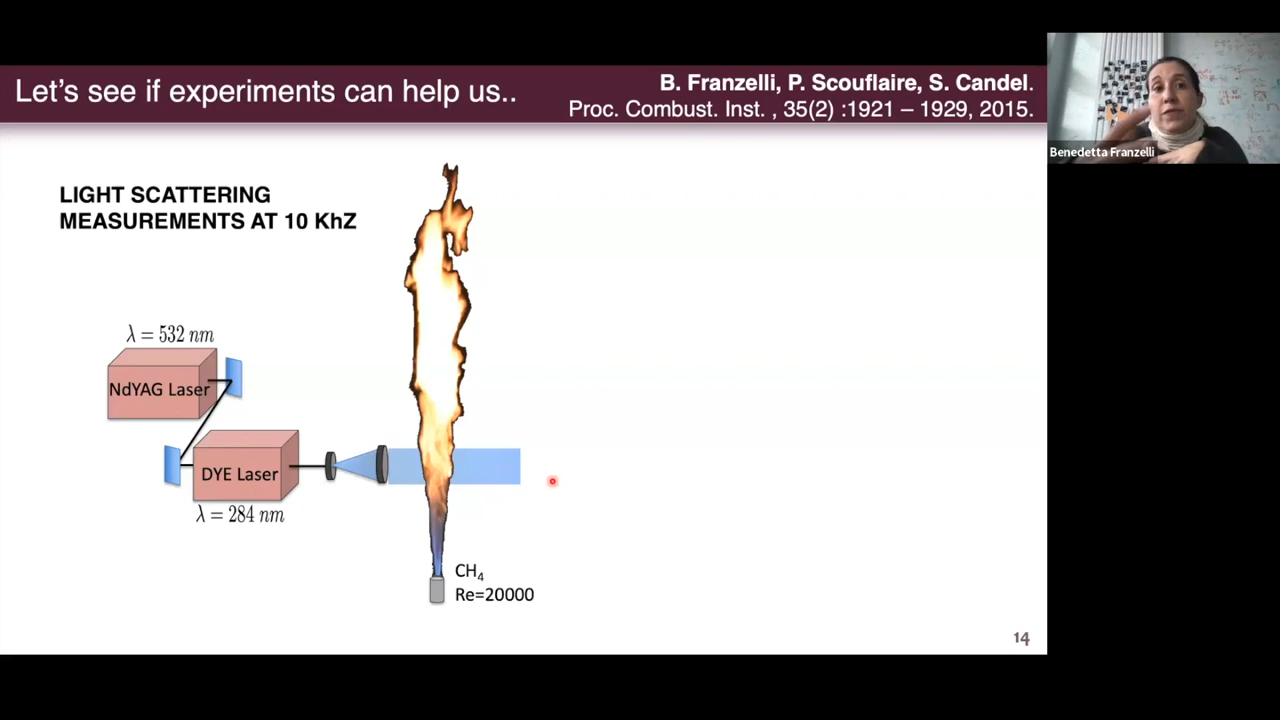 Let's see if experiments can help us..
B. Franzelli, P. Scouflaire, S. Candel.
Proc. Combust. Inst. , 35(2) :1921 – 1929, 2015.
Benedetta Franzelli
LIGHT SCATTERING
MEASUREMENTS AT 10 KhZ
λ = 532 nm
NdYAG Laser
DYE Laser
λ = 284 nm
CH₄
Re=20000
14